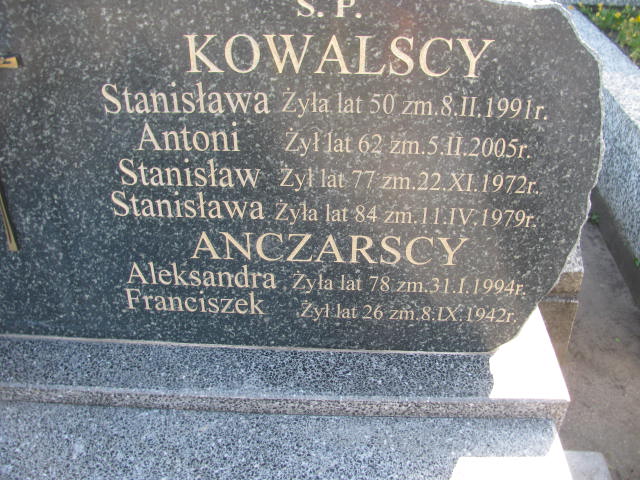 Ś. P.
KOWALSCY
Stanisława Żyła lat 50 zm.8.II.1991r.
Antoni Żył lat 62 zm.5.II.2005r.
Stanisław Żył lat 77 zm.22.XI.1972r.
Stanisława Żyła lat 84 zm.11.IV.1979r.
ANCZARSCY
Aleksandra Żyła lat 78 zm.31.I.1994r.
Franciszek Żył lat 26 zm.8.IX.1942r.